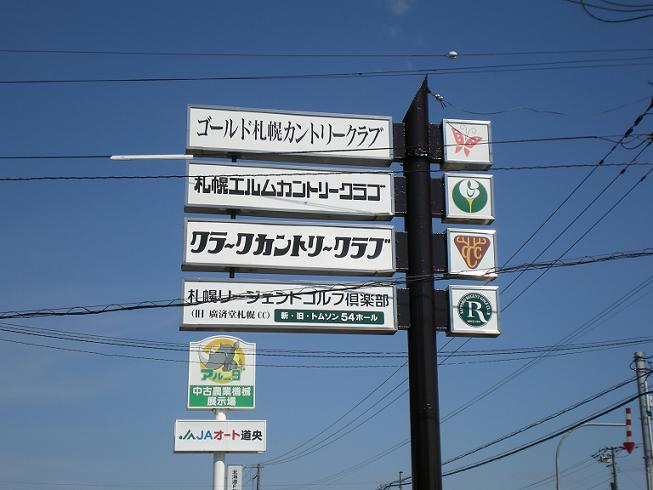 ゴールド札幌カントリークラブ
札幌エルムカントリークラブ
クラークカントリークラブ
札幌リージェントゴルフ倶楽部
(旧 廣済堂札幌CC) 新・旧・トムソン 54ホール
R
アルーダ
中古農業機械
展示場
JAオート道央
北海道